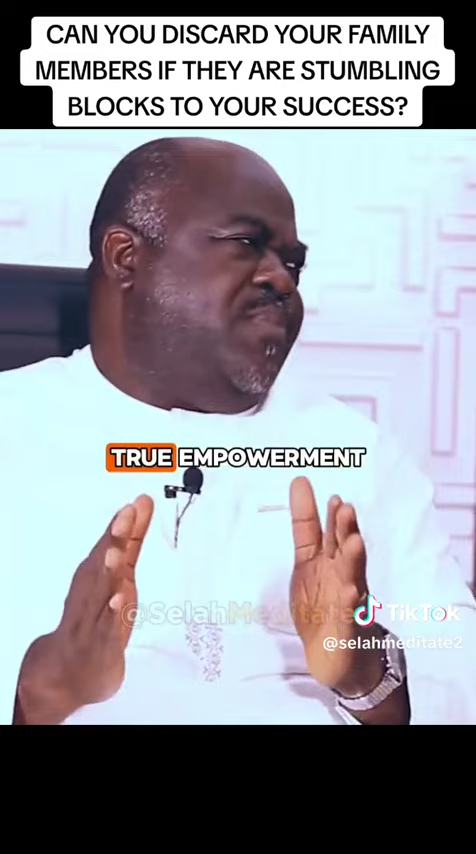 CAN YOU DISCARD YOUR FAMILY
MEMBERS IF THEY ARE STUMBLING
BLOCKS TO YOUR SUCCESS?
TRUE EMPOWERMENT
@SelahMeditate
TikTok
@selahmeditate2